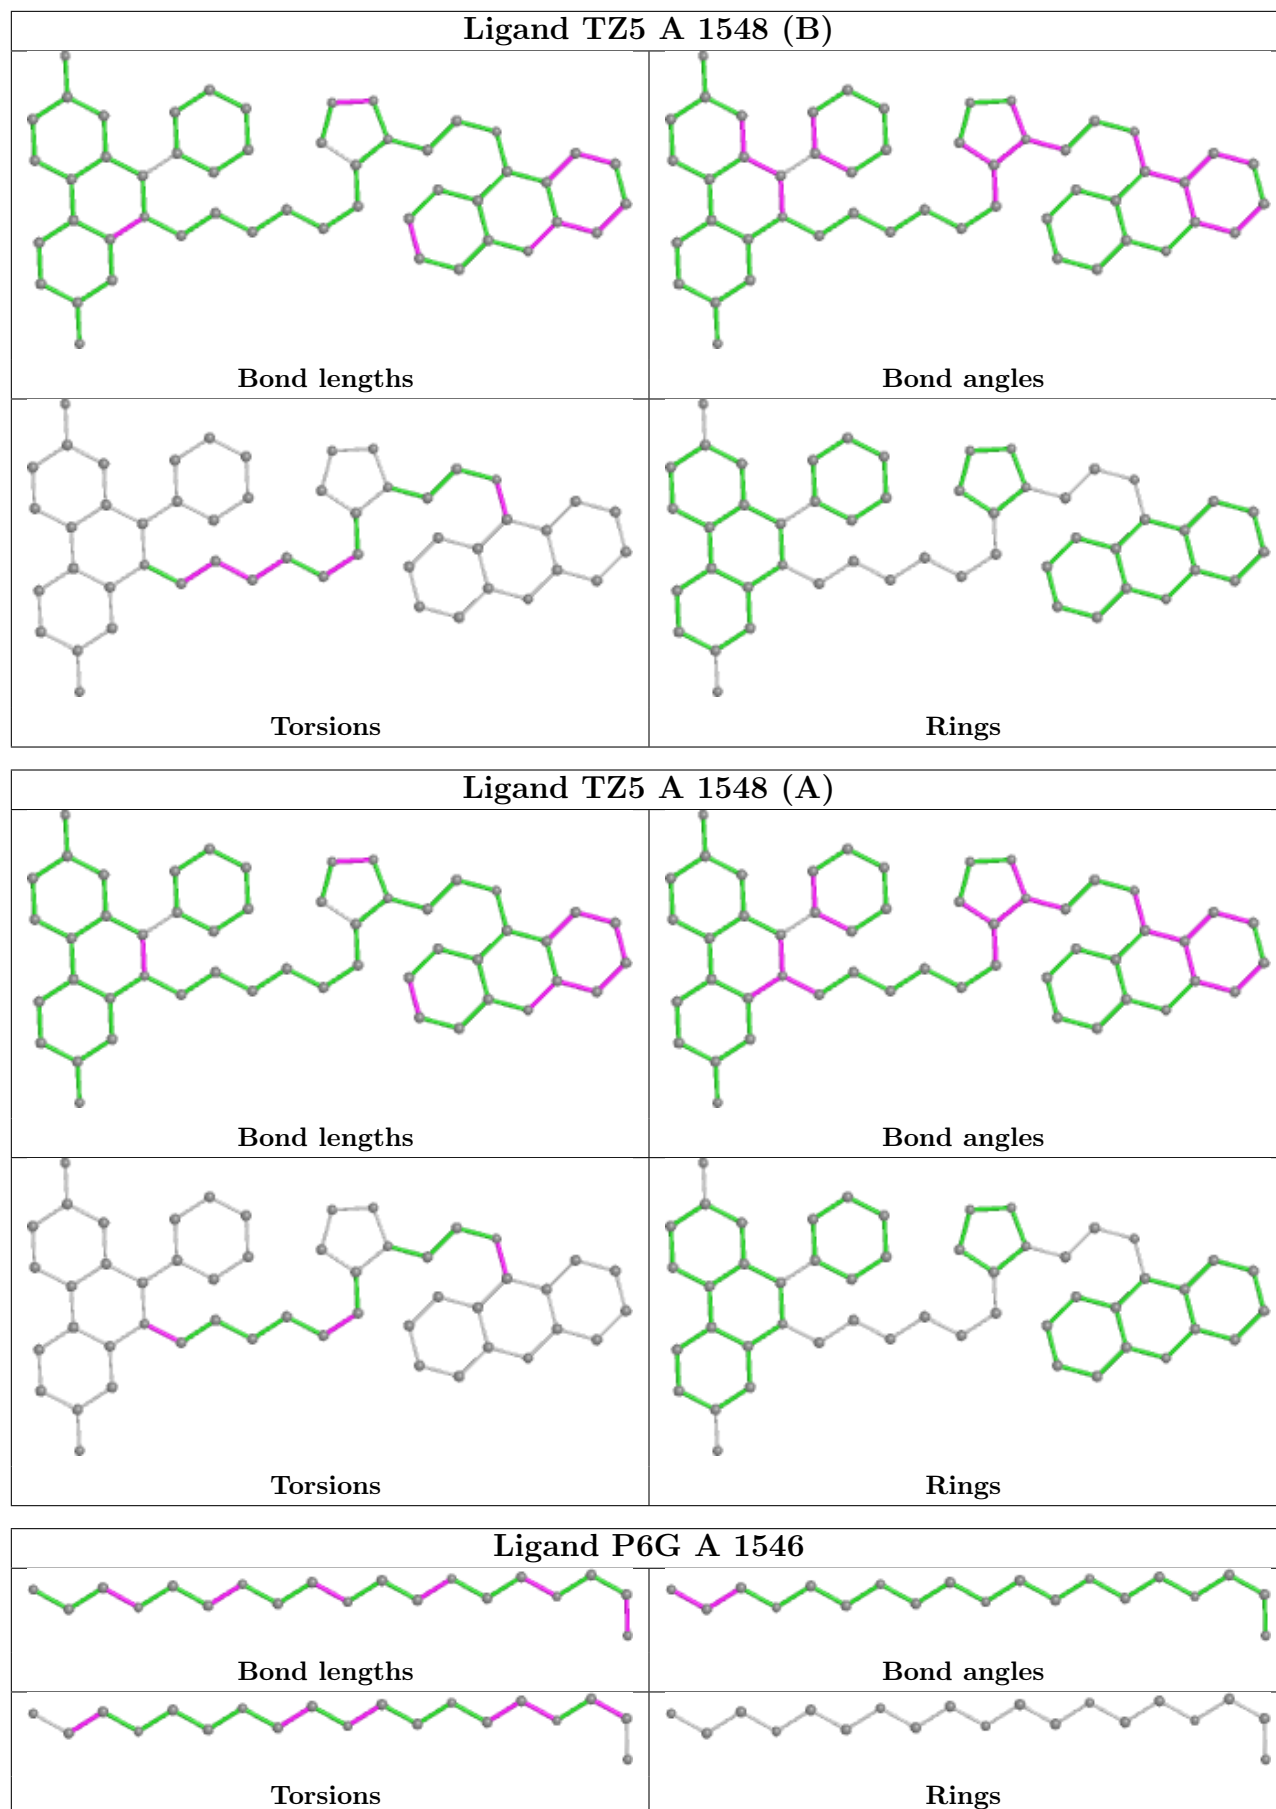 Ligand TZ5 A 1548 (B)
Bond lengths
Bond angles
Torsions
Rings
Ligand TZ5 A 1548 (A)
Bond lengths
Bond angles
Torsions
Rings
Ligand P6G A 1546
Bond lengths
Bond angles
Torsions
Rings